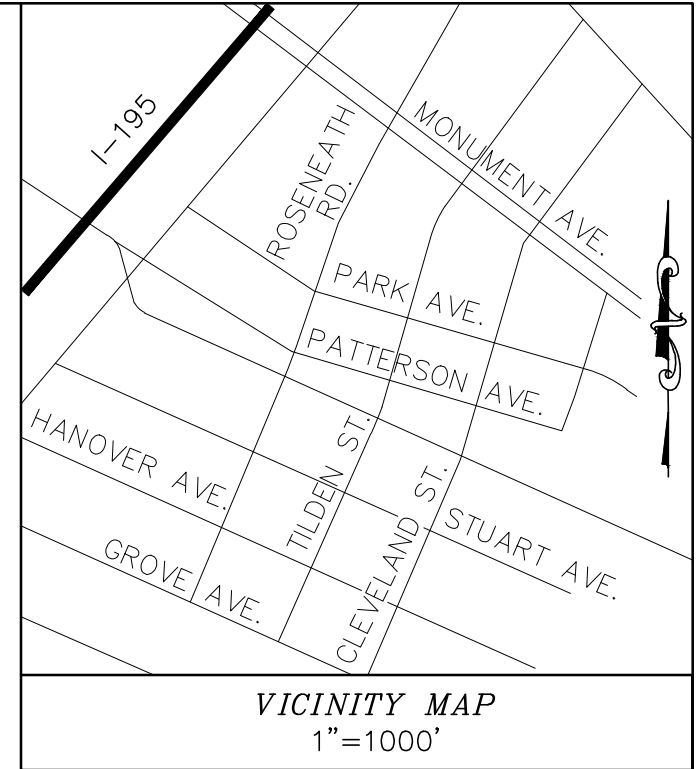 I-195
ROSENEATH
RD.
MONUMENT AVE.
PARK AVE.
PATTERSON AVE.
HANOVER AVE.
TILDEN ST.
CLEVELAND ST.
STUART AVE.
GROVE AVE.
VICINITY MAP
1"=1000'